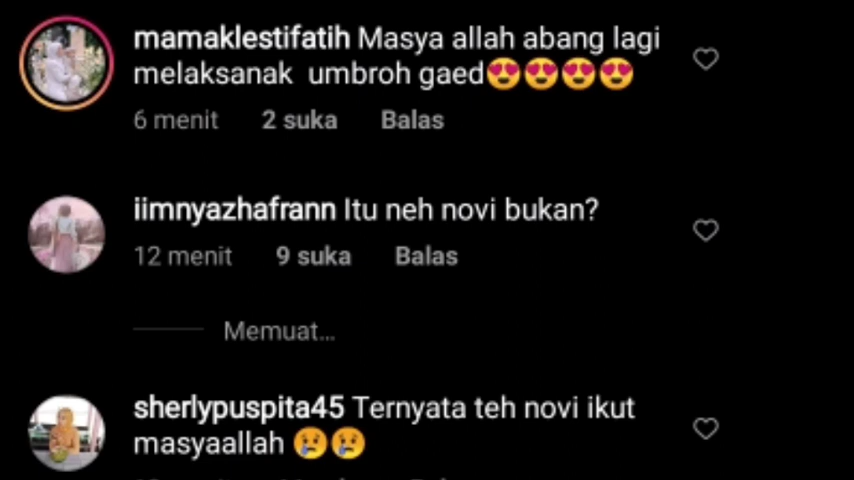 mamaklestifatih Masya allah abang lagi
melaksanak umbroh gaed😍😍😍😍
6 menit 2 suka Balas
iimnyazhafrann Itu neh novi bukan?
12 menit 9 suka Balas
Memuat...
sherlypuspita45 Ternyata teh novi ikut
masyaallah 😢😢